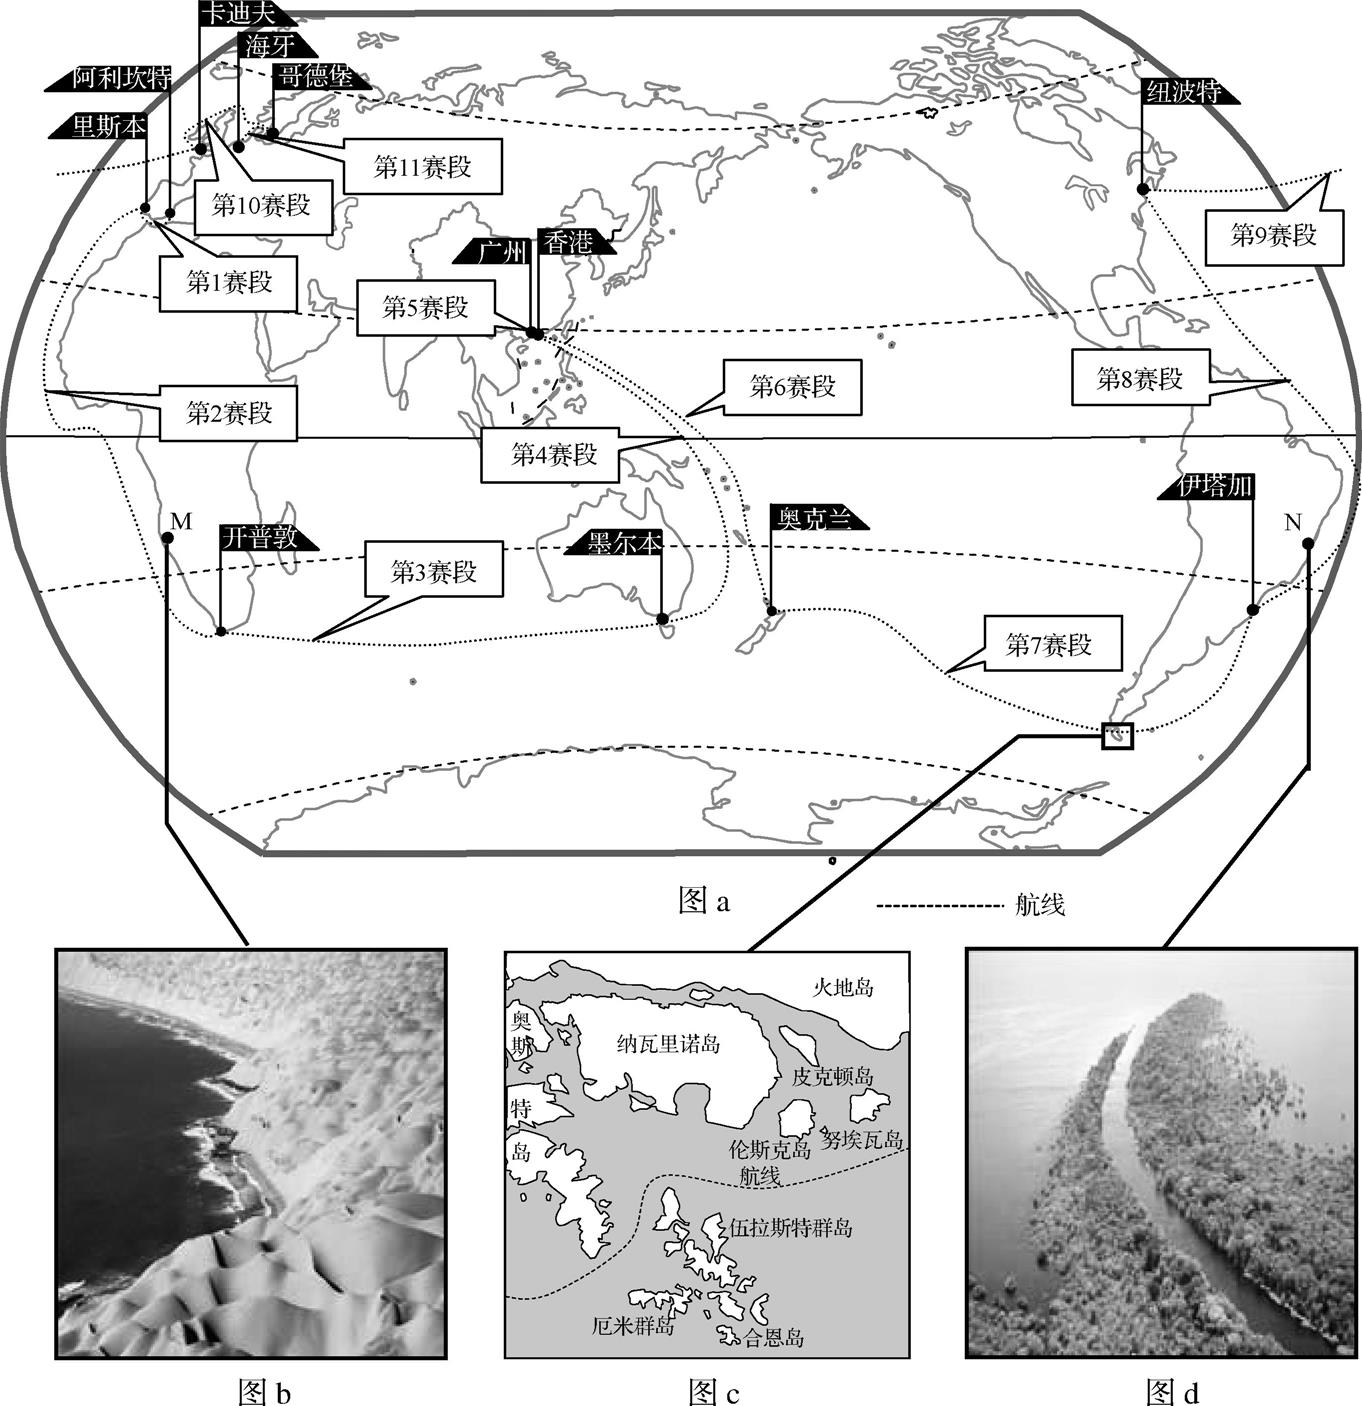 卡迪夫
海牙
阿利坎特
哥德堡
里斯本
纽波特
第11赛段
第10赛段
第9赛段
广州
香港
第1赛段
第5赛段
第6赛段
第8赛段
第2赛段
第4赛段
伊塔加
M
奥克兰
N
开普敦
墨尔本
第3赛段
第7赛段
图 a
航线
火地岛
奥
斯
特
岛
纳瓦里诺岛
皮克顿岛
伦斯克岛
努埃瓦岛
航线
伍拉斯特群岛
厄米群岛
合恩岛
图 b
图 c
图 d